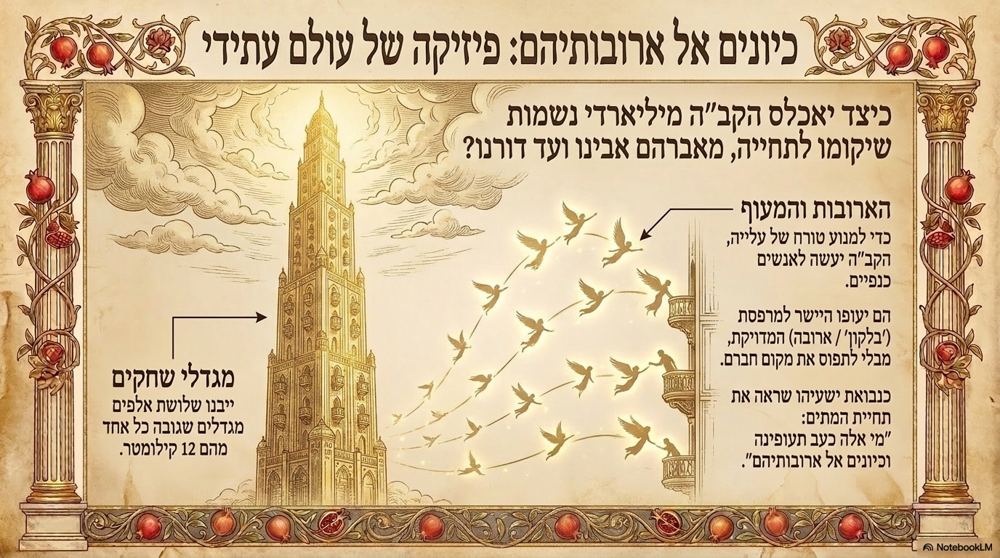 כיונים אל ארובותיהם: פיזיקה של עולם עתידי
כיצד יאכלס הקב"ה מיליארדי נשמות
שיקומו לתחייה, מאברהם אבינו ועד דורנו?
הארובות והמעוף
כדי למנוע טורח של עלייה,
הקב"ה יעשה לאנשים
כנפיים.
הם יעופו היישר למרפסת
('בלקון' / ארובה) המדויקת,
מבלי לתפוס את מקום חברם.
כנבואת ישעיהו שראה את
תחיית המתים:
"מי אלה כעב תעופינה
וכיונים אל ארובותיהם".
מגדלי שחקים
ייבנו שלושת אלפים
מגדלים שגובה כל אחד
מהם 12 קילומטר.
NotebookLM